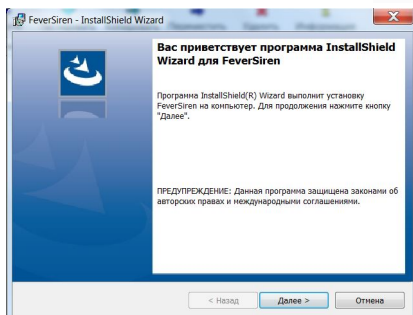 FeverSiren - InstallShield Wizard
Вас приветствует программа InstallShield
Wizard для FeverSiren
Программа InstallShield(R) Wizard выполнит установку
FeverSiren на компьютер. Для продолжения нажмите кнопку
"Далее".
ПРЕДУПРЕЖДЕНИЕ: Данная программа защищена законами об
авторских правах и международными соглашениями.
< Назад
Далее >
Отмена